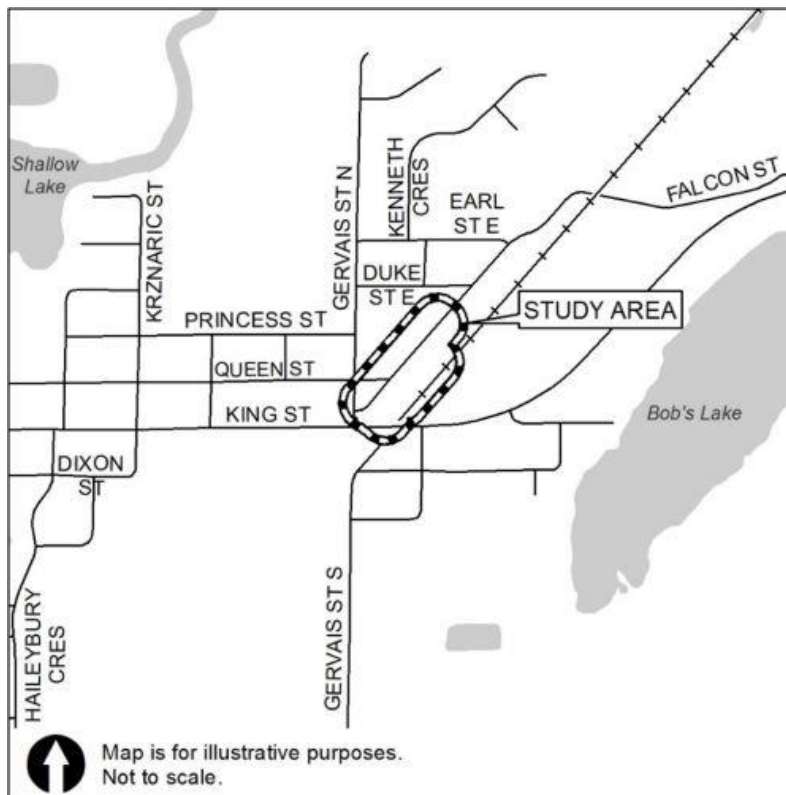 Shallow
Lake
KRZNARIC ST
GERVAIS ST N
KENNETH
CRES
EARL
ST E
FALCON ST
DUKE
ST E
STUDY AREA
PRINCESS ST
QUEEN ST
KING ST
Bob's Lake
DIXON
ST
HAILEYBURY
CRES
GERVAIS ST S
Map is for illustrative purposes.
Not to scale.